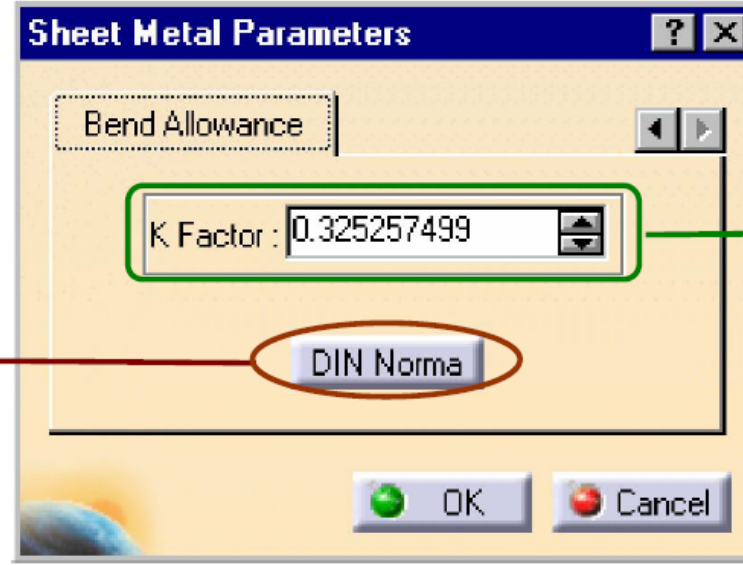 Sheet Metal Parameters ? ×
Bend Allowance
K Factor : 0.325257499
DIN Norma
OK Cancel